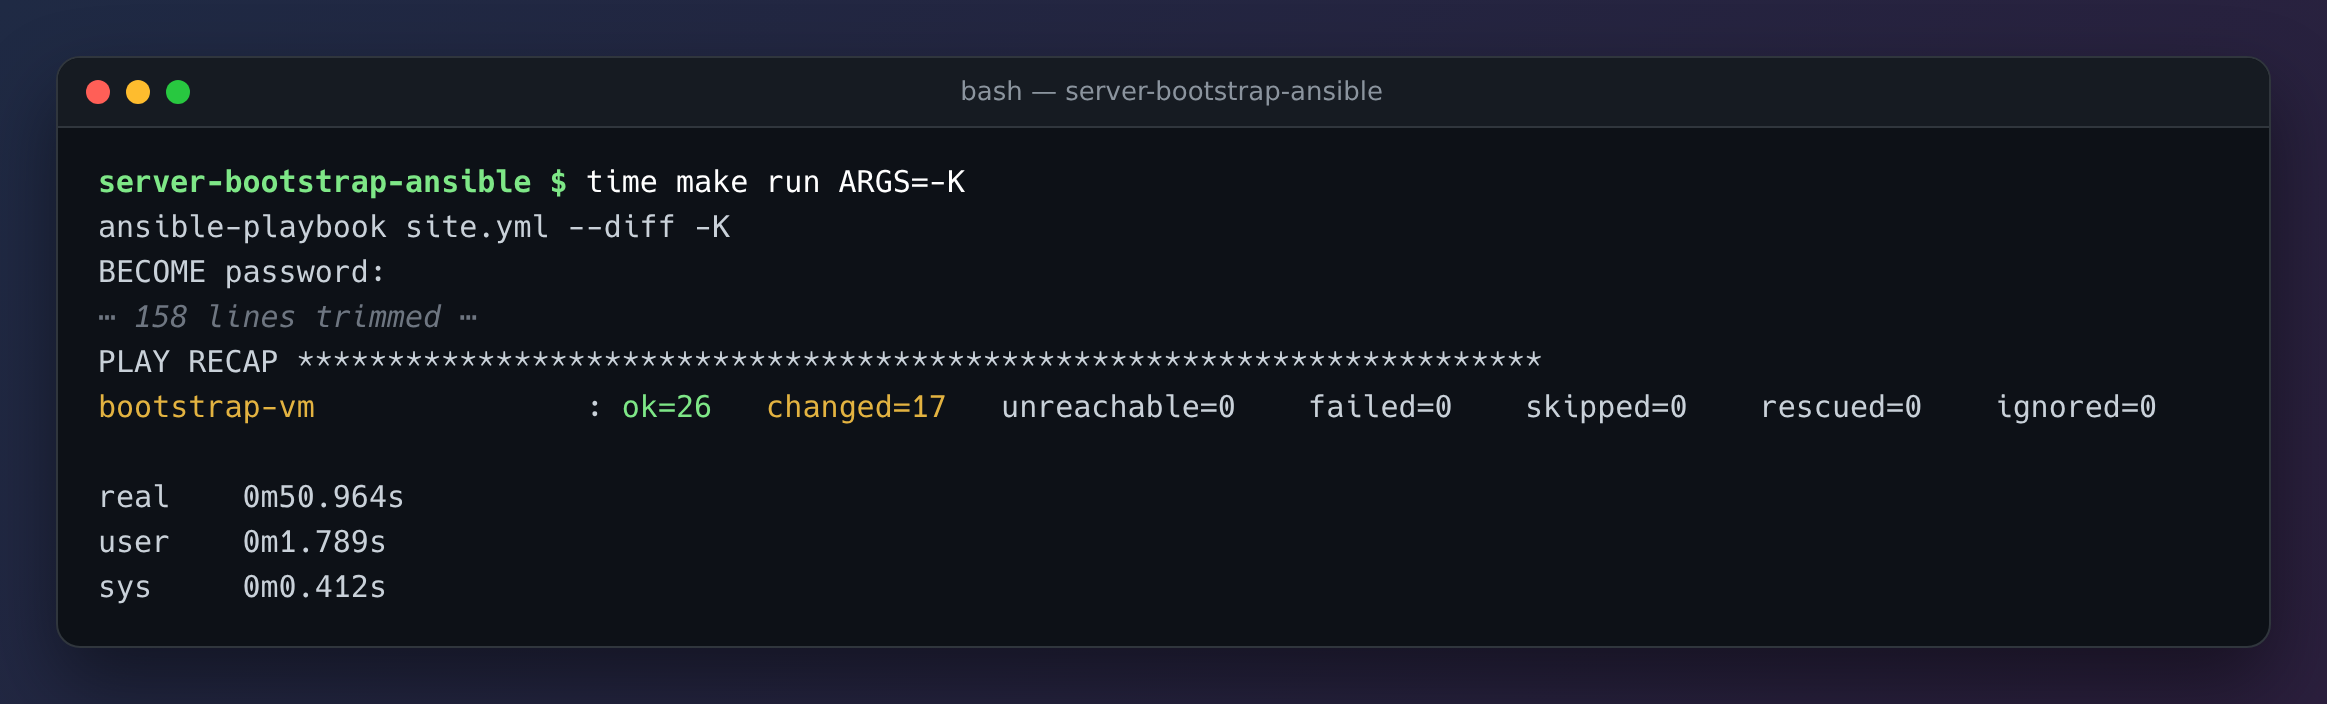 bash — server-bootstrap-ansible
server-bootstrap-ansible $ time make run ARGS=-K
ansible-playbook site.yml --diff -K
BECOME password:
⋯ 158 lines trimmed ⋯
PLAY RECAP *********************************************************************
bootstrap-vm               : ok=26   changed=17   unreachable=0    failed=0    skipped=0    rescued=0    ignored=0
real    0m50.964s
user    0m1.789s
sys     0m0.412s